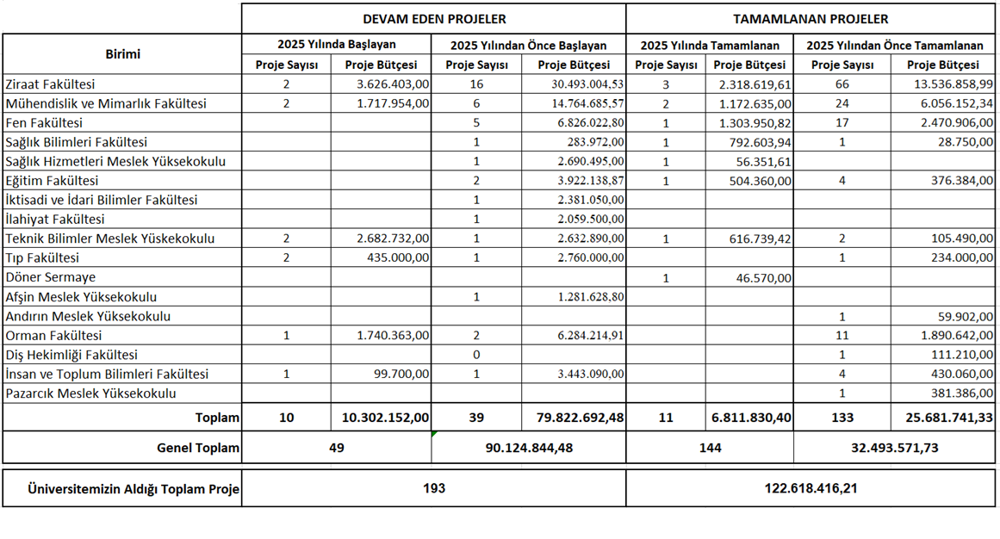 DEVAM EDEN PROJELER TAMAMLANAN PROJELER
Birimi 2025 Yılında Başlayan 2025 Yılından Önce Başlayan 2025 Yılında Tamamlanan 2025 Yılından Önce Tamamlanan
Proje Sayısı Proje Bütçesi Proje Sayısı Proje Bütçesi Proje Sayısı Proje Bütçesi Proje Sayısı Proje Bütçesi
Ziraat Fakültesi 2 3.626.403,00 16 30.493.004,53 3 2.318.619,61 66 13.536.858,99
Mühendislik ve Mimarlık Fakültesi 2 1.717.954,00 6 14.764.685,57 2 1.172.635,00 24 6.056.152,34
Fen Fakültesi 5 6.826.022,80 1 1.303.950,82 17 2.470.906,00
Sağlık Bilimleri Fakültesi 1 283.972,00 1 792.603,94 1 28.750,00
Sağlık Hizmetleri Meslek Yüksekokulu 1 2.690.495,00 1 56.351,61
Eğitim Fakültesi 2 3.922.138,87 1 504.360,00 4 376.384,00
İktisadi ve İdari Bilimler Fakültesi 1 2.381.050,00
İlahiyat Fakültesi 1 2.059.500,00
Teknik Bilimler Meslek Yüskekokulu 2 2.682.732,00 1 2.632.890,00 1 616.739,42 2 105.490,00
Tıp Fakültesi 2 435.000,00 1 2.760.000,00 1 234.000,00
Döner Sermaye 1 46.570,00
Afşin Meslek Yüksekokulu 1 1.281.628,80
Andırın Meslek Yüksekokulu 1 59.902,00
Orman Fakültesi 1 1.740.363,00 2 6.284.214,91 11 1.890.642,00
Diş Hekimliği Fakültesi 0 1 111.210,00
İnsan ve Toplum Bilimleri Fakültesi 1 99.700,00 1 3.443.090,00 4 430.060,00
Pazarcık Meslek Yüksekokulu 1 381.386,00
Toplam 10 10.302.152,00 39 79.822.692,48 11 6.811.830,40 133 25.681.741,33
Genel Toplam 49 90.124.844,48 144 32.493.571,73
Üniversitemizin Aldığı Toplam Proje 193 122.618.416,21